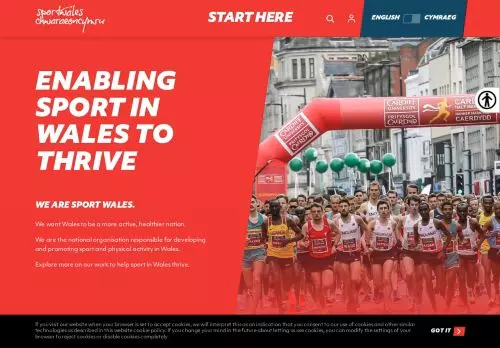 sportwales
chwaraeoncymru
START HERE
ENGLISH
CYMRAEG
ENABLING
SPORT IN
WALES TO
THRIVE
WE ARE SPORT WALES.
We want Wales to be a more active, healthier nation.
We are the national organisation responsible for developing
and promoting sport and physical activity in Wales.
Explore more on our work to help sport in Wales thrive.
CARDIFF
UNIVERSITY
PRIFYSGOL
CAERDYDD
CARDIFF
UNIVERSITY
PRIFYSGOL
CAERDYDD
CAERDYDD
If you visit our website when your browser is set to accept cookies, we will interpret this as an indication that you consent to our use of cookies and other similar
technologies as described in this website cookie policy. If you change your mind in the future about letting us use cookies, you can modify the settings of your
browser to reject cookies or disable cookies completely.
GOT IT